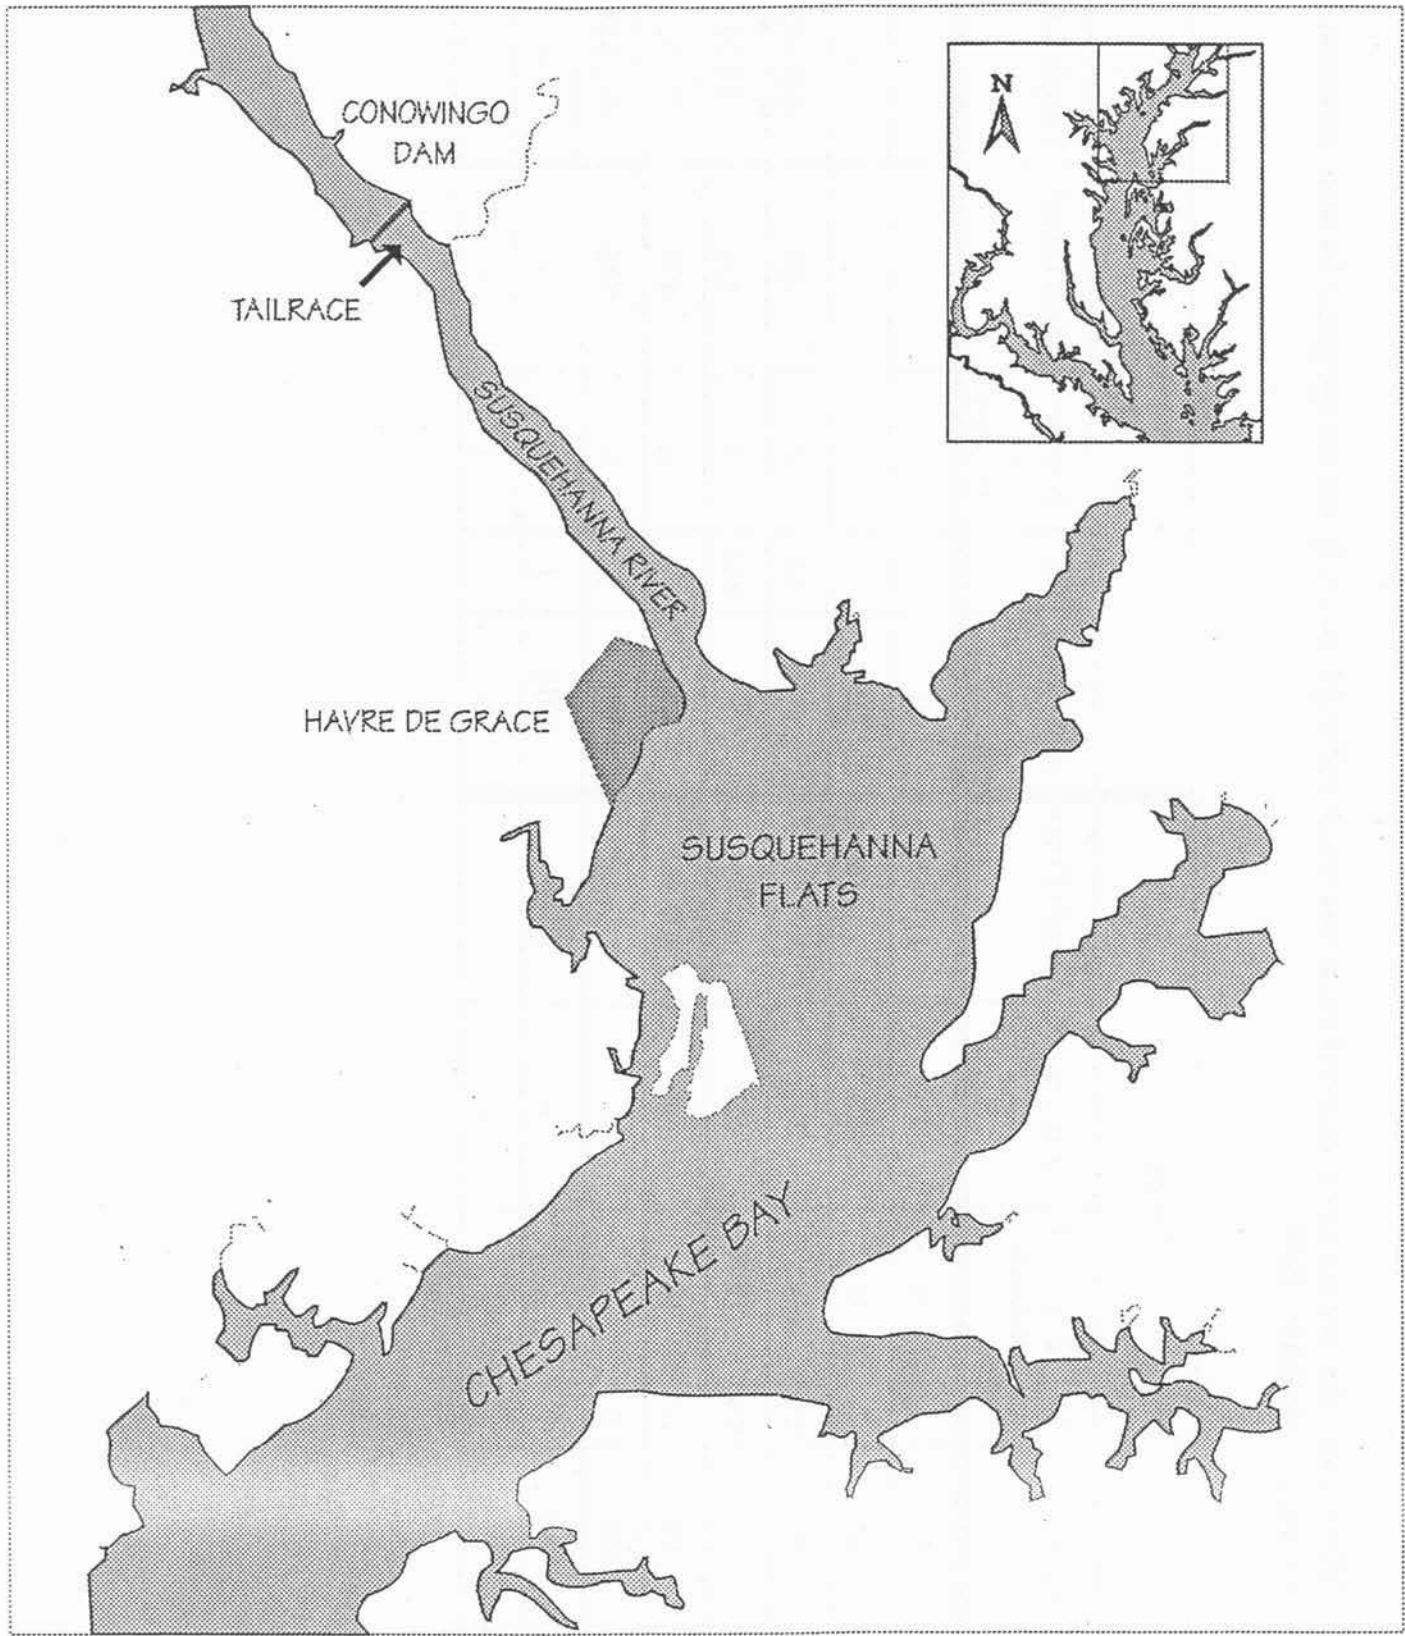 CONOWINGO
DAM
N
TAILRACE
SUSQUEHANNA RIVER
HAVRE DE GRACE
SUSQUEHANNA
FLATS
CHESAPEAKE BAY